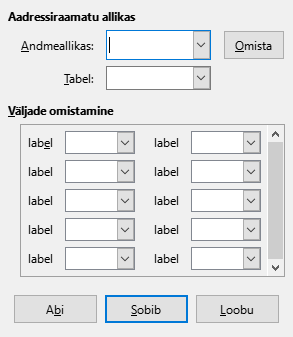 Aadressiraamatu allikas
Andmeallikas: Omista
Tabel:
Väljade omistamine
label label
label label
label label
label label
label label
Abi Sobib Loobu